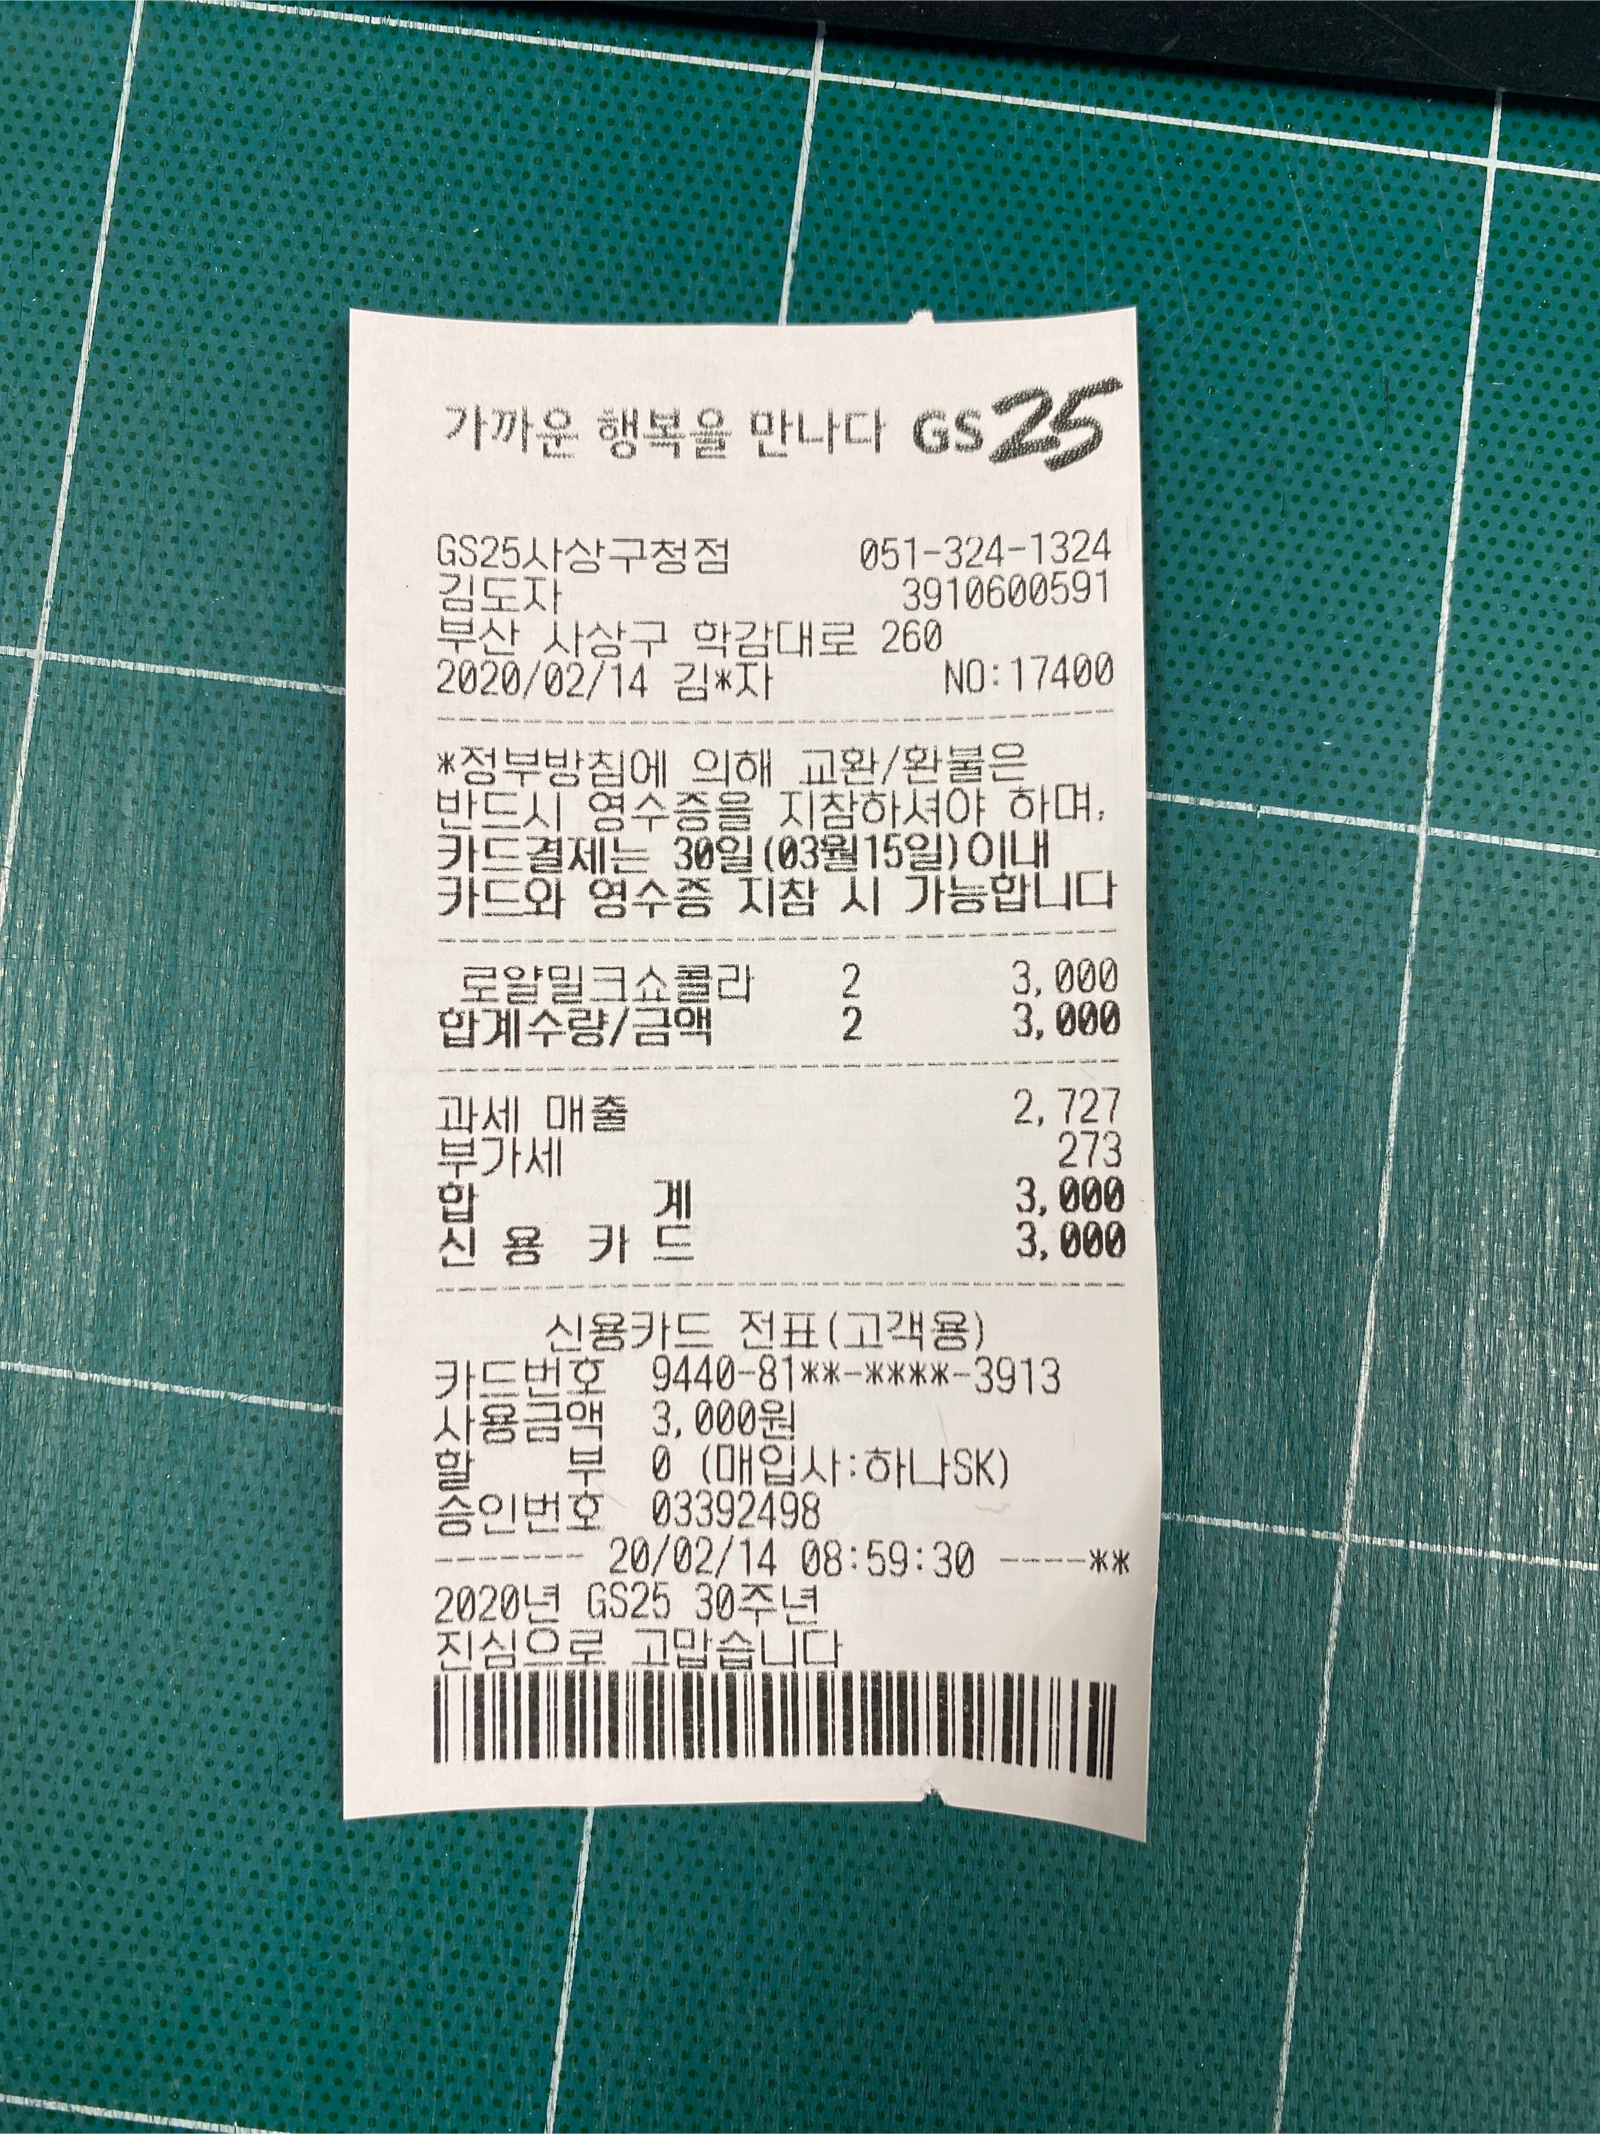 가까운 행복을 만나다 GS25
GS25사상구청점 051-324-1324
김도자 3910600591
부산 사상구 학감대로 260
2020/02/14 김*자 NO:17400
*정부방침에 의해 교환/환불은
반드시 영수증을 지참하셔야 하며,
카드결제는 30일(03월15일)이내
카드와 영수증 지참 시 가능합니다
로얄밀크쇼콜라 2 3,000
합계수량/금액 2 3,000
과세 매출 2,727
부가세 273
합 계 3,000
신 용 카 드 3,000
신용카드 전표(고객용)
카드번호 9440-81**-****-3913
사용금액 3,000원
할 부 0 (매입사:하나SK)
승인번호 03392498
------- 20/02/14 08:59:30 ----**
2020년 GS25 30주년
진심으로 고맙습니다